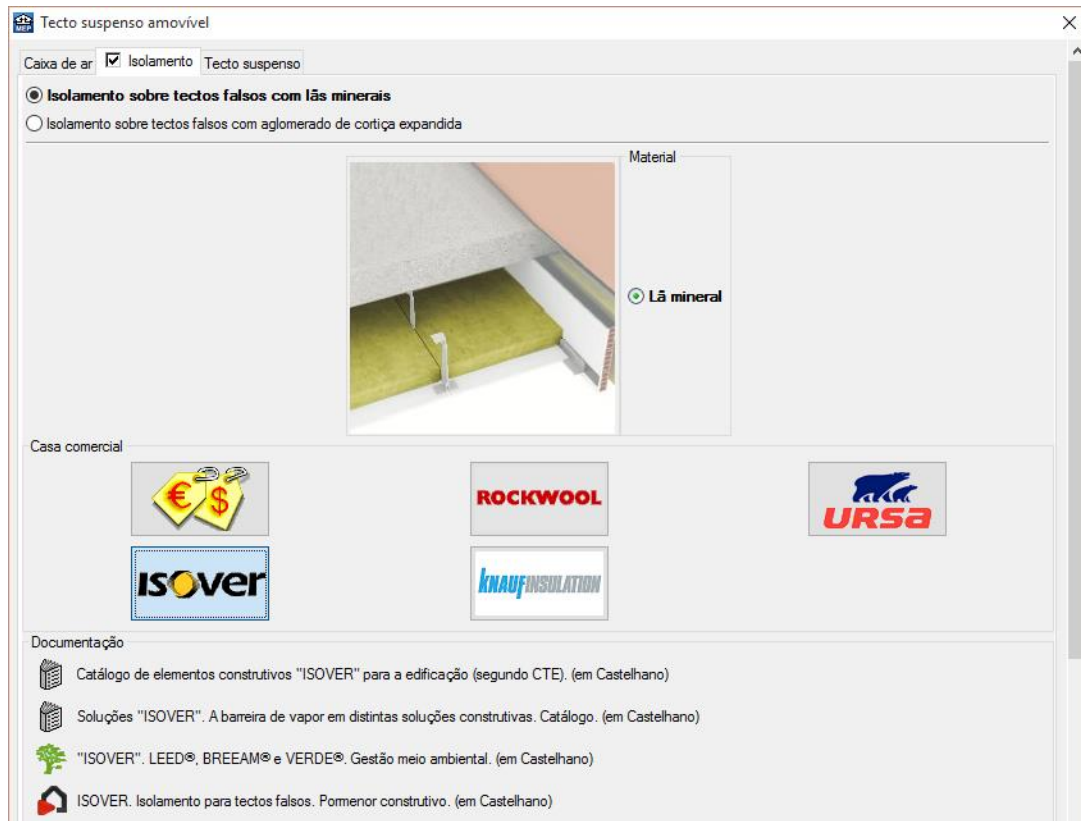 MEP
Tecto suspenso amovível
Caixa de ar Isolamento Tecto suspenso
Isolamento sobre tectos falsos com lãs minerais
Isolamento sobre tectos falsos com aglomerado de cortiça expandida
Material
Lã mineral
Casa comercial
€ $
ROCKWOOL
URSA
ISOVER
KNAUFINSULATION
Documentação
Catálogo de elementos construtivos "ISOVER" para a edificação (segundo CTE). (em Castelhano)
Soluções "ISOVER". A barreira de vapor em distintas soluções construtivas. Catálogo. (em Castelhano)
"ISOVER". LEED®, BREEAM® e VERDE®. Gestão meio ambiental. (em Castelhano)
ISOVER. Isolamento para tectos falsos. Pormenor construtivo. (em Castelhano)